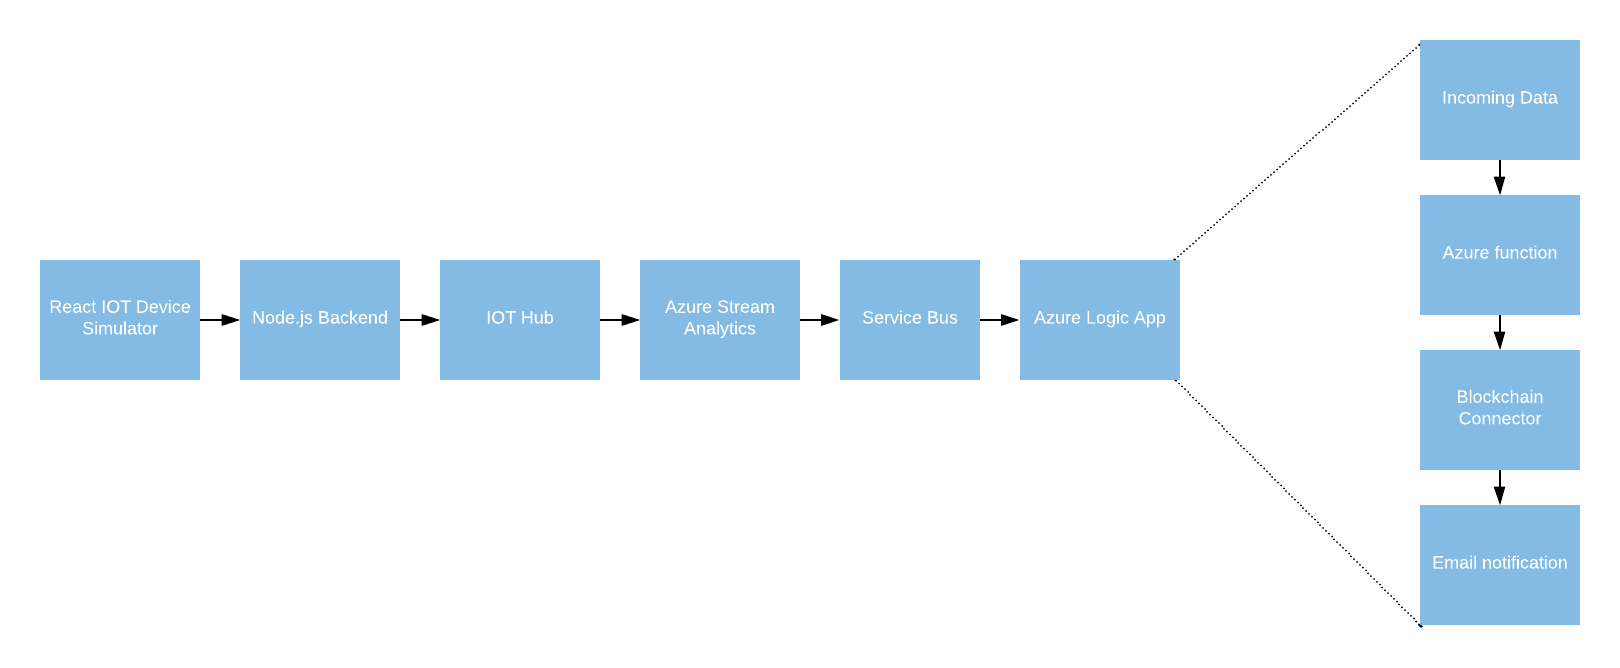 React IOT Device
Simulator
Node.js Backend
IOT Hub
Azure Stream
Analytics
Service Bus
Azure Logic App
Incoming Data
Azure function
Blockchain
Connector
Email notification